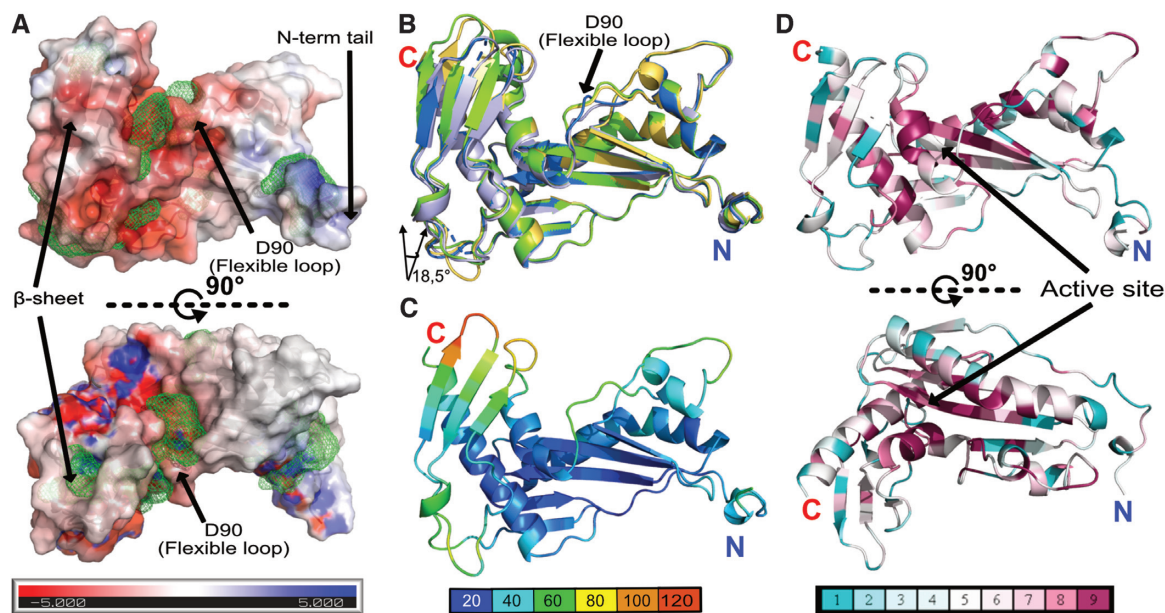 A
N-term tail
D90
(Flexible loop)
β-sheet
90°
D90
(Flexible loop)
-5.000 5.000
B
D90
(Flexible loop)
C
18,5°
N
C
C
N
20 40 60 80 100 120
D
C
N
90°
Active site
C
N
1 2 3 4 5 6 7 8 9